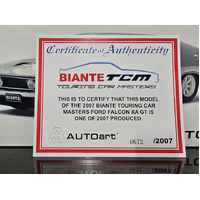 Certificate of Authenticity
BIANTE TCM
TOURING CAR MASTERS
THIS IS TO CERTIFY THAT THIS MODEL
OF THE 2007 BIANTE TOURING CAR
MASTERS FORD FALCON XA GT IS
ONE OF 2007 PRODUCED
AUTOart
0672 /2007